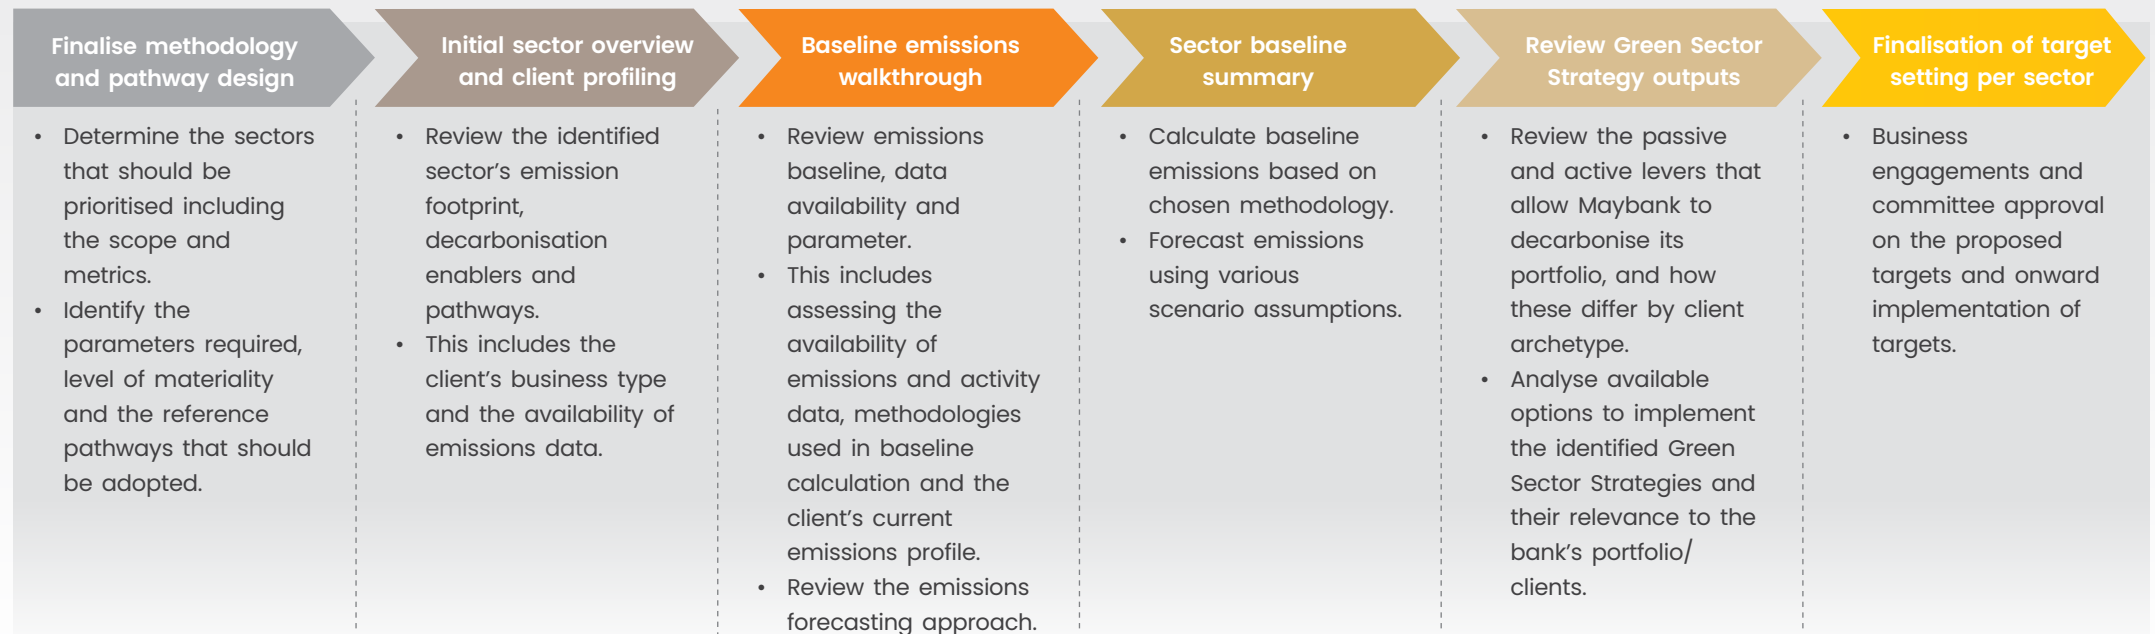 Finalise methodology
and pathway design
• Determine the sectors
that should be
prioritised including
the scope and
metrics.
• Identify the
parameters required,
level of materiality
and the reference
pathways that should
be adopted.
Initial sector overview
and client profiling
• Review the identified
sector's emission
footprint,
decarbonisation
enablers and
pathways.
• This includes the
client's business type
and the availability of
emissions data.
Baseline emissions
walkthrough
• Review emissions
baseline, data
availability and
parameter.
• This includes
assessing the
availability of
emissions and activity
data, methodologies
used in baseline
calculation and the
client's current
emissions profile.
• Review the emissions
forecasting approach.
Sector baseline
summary
• Calculate baseline
emissions based on
chosen methodology.
• Forecast emissions
using various
scenario assumptions.
Review Green Sector
Strategy outputs
• Review the passive
and active levers that
allow Maybank to
decarbonise its
portfolio, and how
these differ by client
archetype.
• Analyse available
options to implement
the identified Green
Sector Strategies and
their relevance to the
bank's portfolio/
clients.
Finalisation of target
setting per sector
• Business
engagements and
committee approval
on the proposed
targets and onward
implementation of
targets.